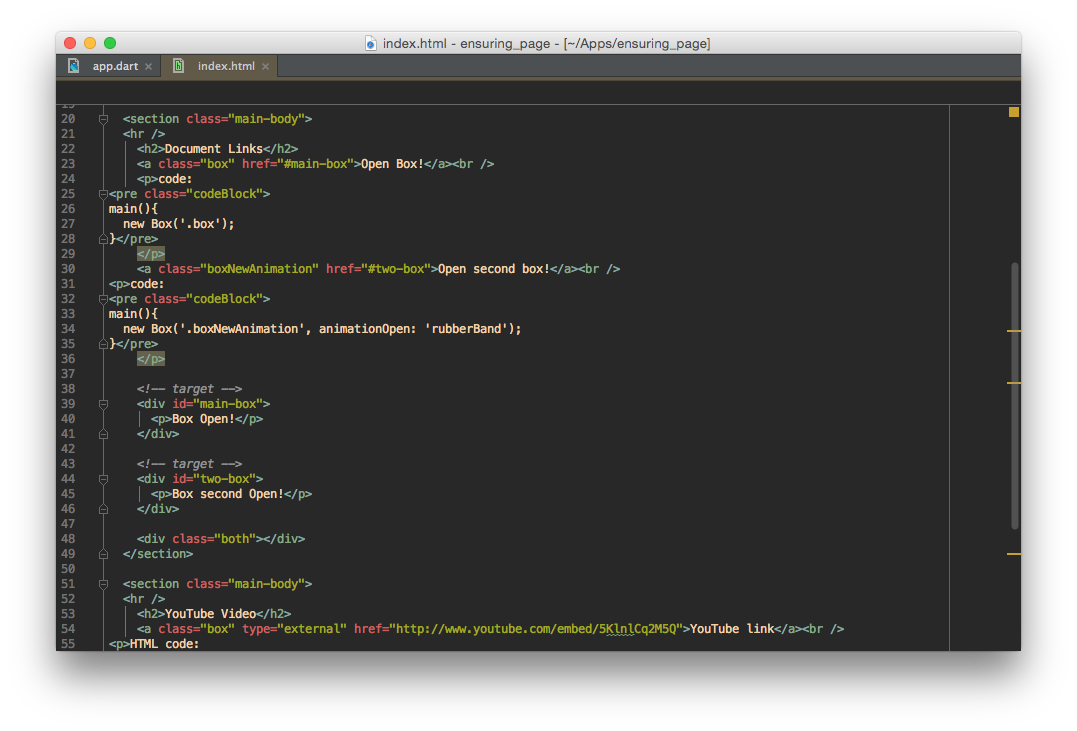 index.html - ensuring_page - [~/Apps/ensuring_page]
app.dart × index.html ×
19
20 <section class="main-body">
21 <hr />
22 <h2>Document Links</h2>
23 <a class="box" href="#main-box">Open Box!</a><br />
24 <p>code:
25 <pre class="codeBlock">
26 main(){
27 new Box('.box');
28 }</pre>
29 </p>
30 <a class="boxNewAnimation" href="#two-box">Open second box!</a><br />
31 <p>code:
32 <pre class="codeBlock">
33 main(){
34 new Box('.boxNewAnimation', animationOpen: 'rubberBand');
35 }</pre>
36 </p>
37
38 <!-- target -->
39 <div id="main-box">
40 <p>Box Open!</p>
41 </div>
42
43 <!-- target -->
44 <div id="two-box">
45 <p>Box second Open!</p>
46 </div>
47
48 <div class="both"></div>
49 </section>
50
51 <section class="main-body">
52 <hr />
53 <h2>YouTube Video</h2>
54 <a class="box" type="external" href="http://www.youtube.com/embed/5KlnlCq2M5Q">YouTube link</a><br />
55 <p>HTML code: